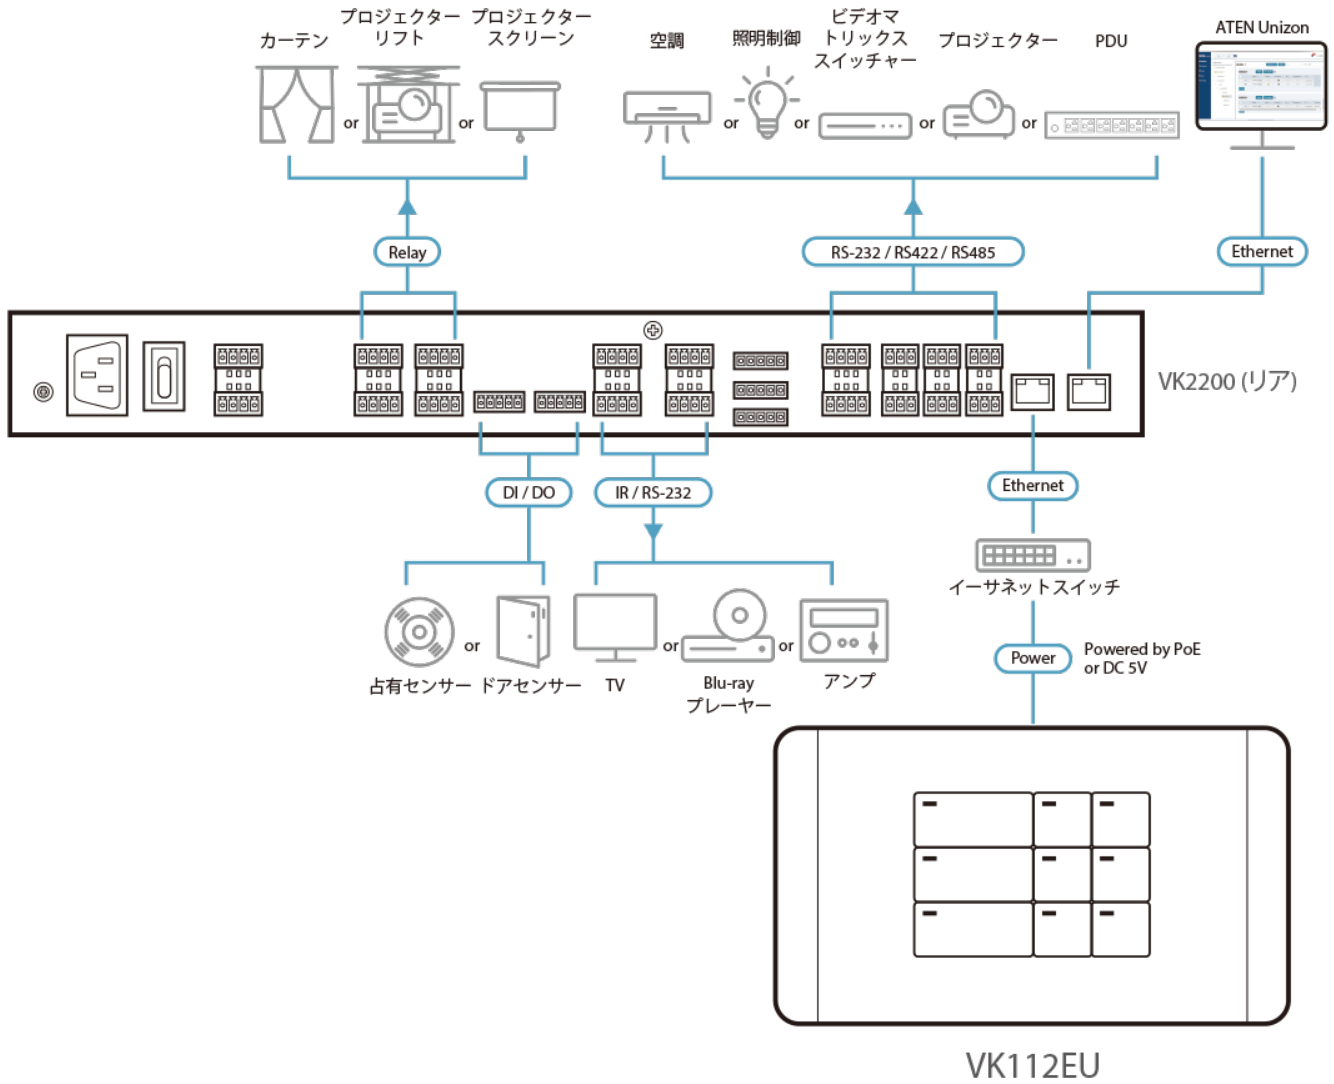 カーテン
プロジェクター
リフト
プロジェクター
スクリーン
空調
照明制御
ビデオマ
トリックス
スイッチャー
プロジェクター
PDU
ATEN Unizon
or
or
or
or
or
or
Relay
RS-232 / RS422 / RS485
Ethernet
VK2200 (リア)
DI / DO
IR / RS-232
Ethernet
イーサネットスイッチ
or
or
or
占有センサー
ドアセンサー
TV
Blu-ray
プレーヤー
アンプ
Power
Powered by PoE
or DC 5V
VK112EU